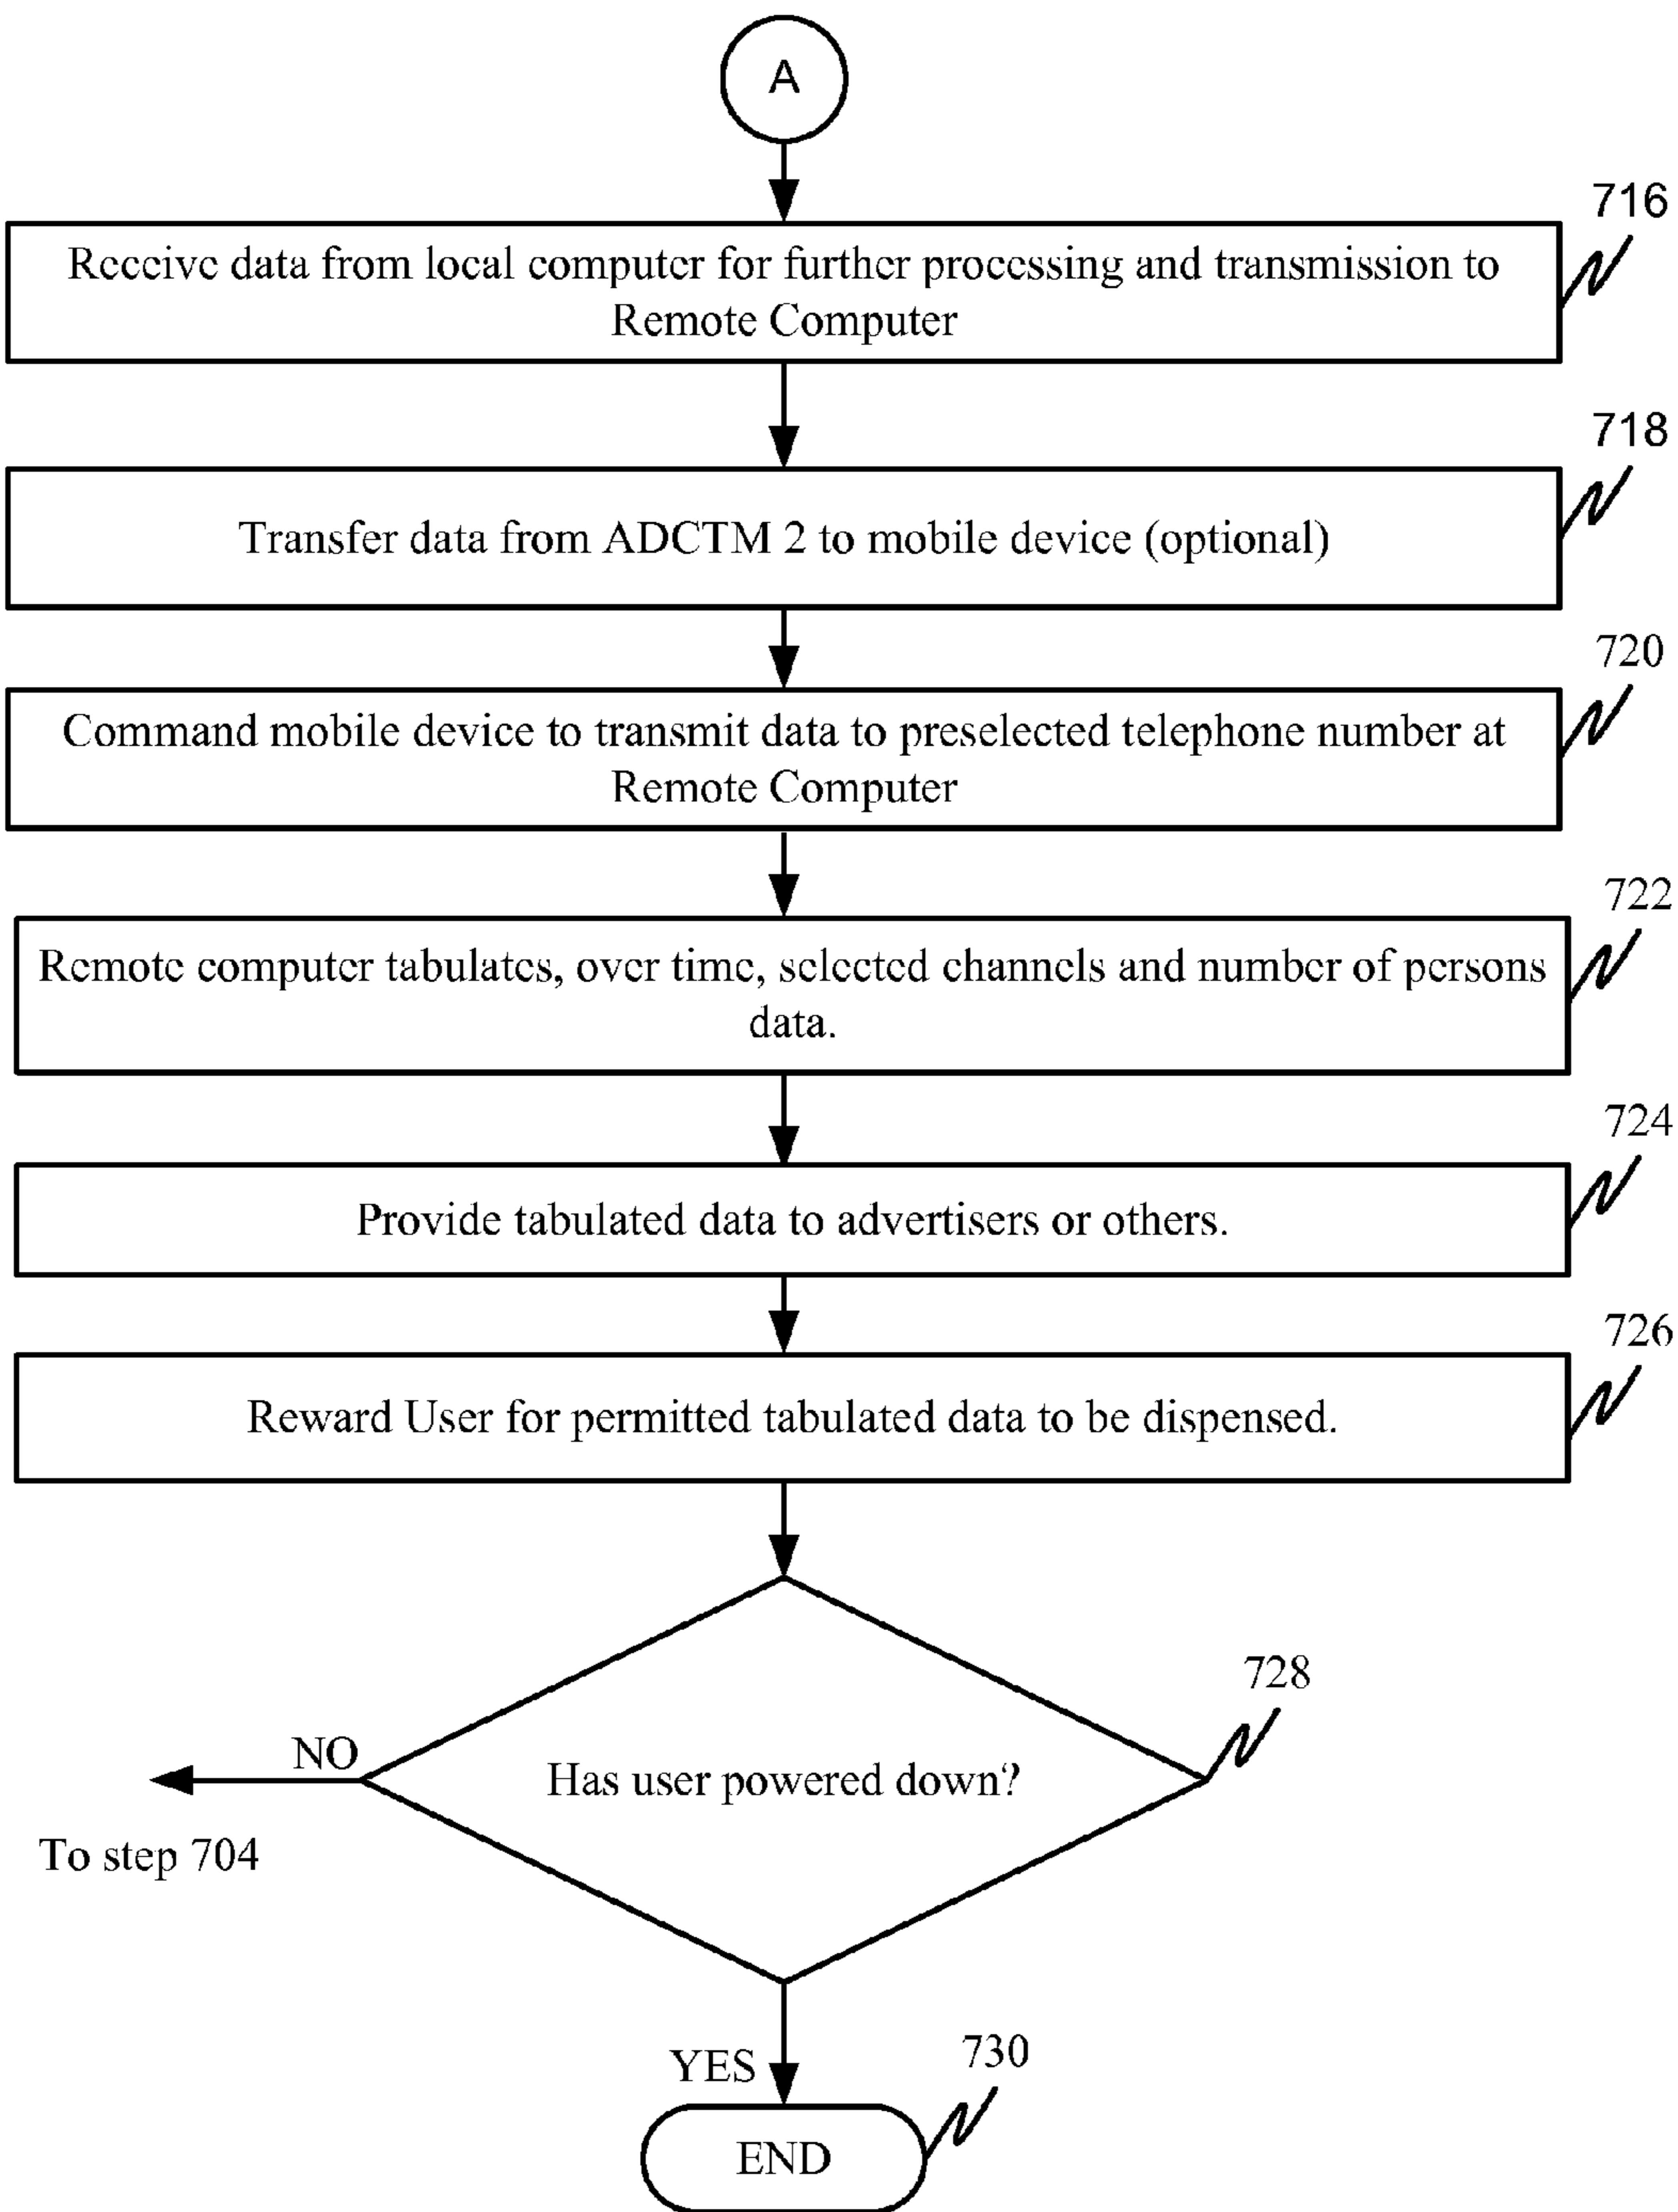 A
716
Receive data from local computer for further processing and transmission to
Remote Computer
718
Transfer data from ADCTM 2 to mobile device (optional)
720
Command mobile device to transmit data to preselected telephone number at
Remote Computer
722
Remote computer tabulates, over time, selected channels and number of persons
data.
724
Provide tabulated data to advertisers or others.
726
Reward User for permitted tabulated data to be dispensed.
728
NO
Has user powered down?
To step 704
YES
730
END